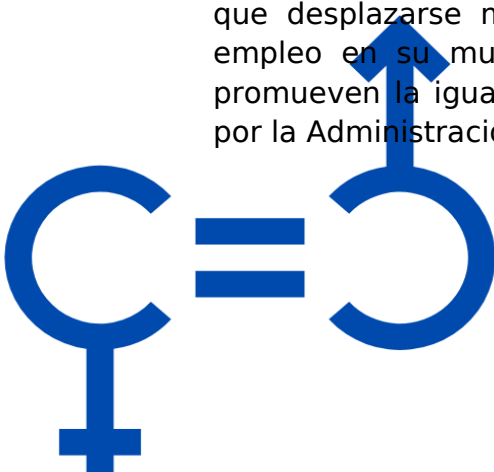 que desplazarse
empleo en su
promueven la
por la